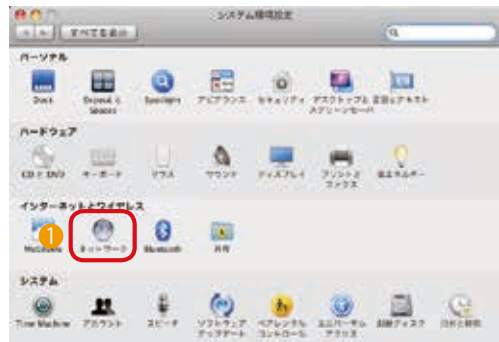 システム環境設定
すべてを表示
パーソナル
Dock Exposé & Spaces Spotlight アピアランス セキュリティ デスクトップと スクリーンセーバ 言語とテキスト
ハードウェア
CD と DVD キーボード マウス ディスプレイ プリントと ファクス 省エネルギー
インターネットとワイヤレス
1
MobileMe ネットワーク Bluetooth 共有
システム
Time Machine アカウント スピーチ ソフトウェア アップデート ペアレンタル コントロール ユニバーサル アクセス 起動ディスク 日付と時刻